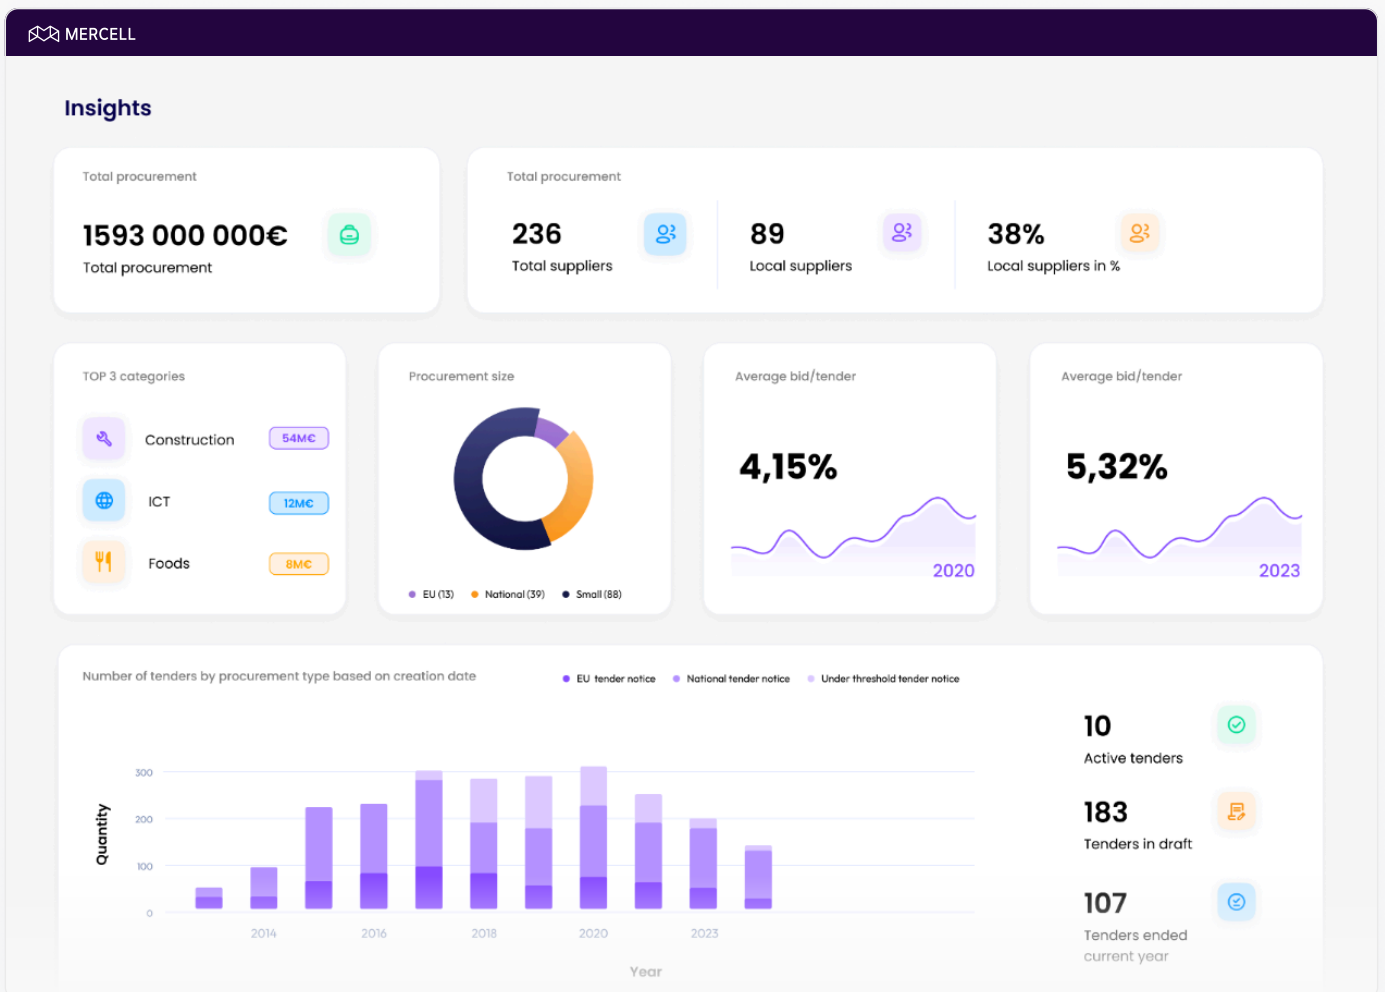 MERCELL
Insights
Total procurement
1593 000 000€
Total procurement
Total procurement
236
Total suppliers
89
Local suppliers
38%
Local suppliers in %
TOP 3 categories
Construction
54M€
ICT
12M€
Foods
8M€
Procurement size
EU (13)
National (39)
Small (88)
Average bid/tender
4,15%
2020
Average bid/tender
5,32%
2023
Number of tenders by procurement type based on creation date
EU tender notice
National tender notice
Under threshold tender notice
Quantity
300
200
100
0
2014
2016
2018
2020
2023
Year
10
Active tenders
183
Tenders in draft
107
Tenders ended
current year